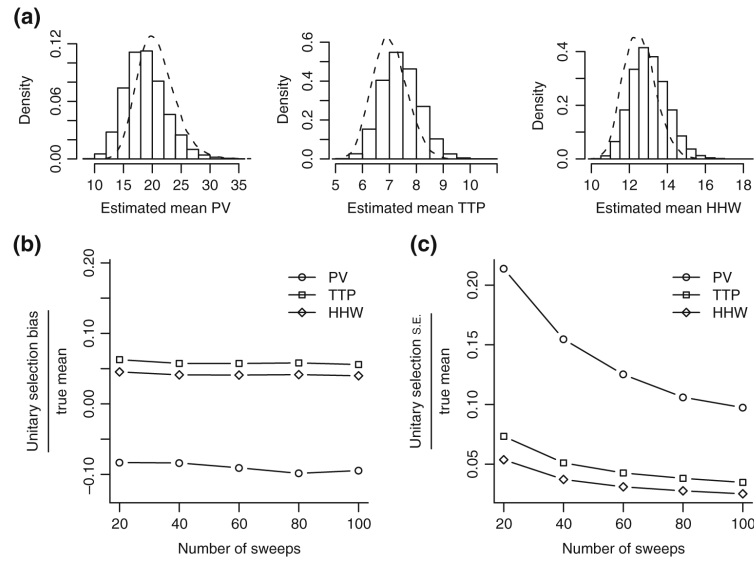 (a)
Density
0.00 0.06 0.12
10 15 20 25 30 35
Estimated mean PV
Density
0.0 0.2 0.4 0.6
5 6 7 8 9
Estimated mean TTP
Density
0.0 0.2 0.4
10 12 14 16 18
Estimated mean HHW
(b)
Unitary selection bias
true mean
−0.10 0.00 0.10 0.20
PV
TTP
HHW
20 40 60 80 100
Number of sweeps
(c)
Unitary selection S.E.
true mean
0.05 0.10 0.15 0.20
PV
TTP
HHW
20 40 60 80 100
Number of sweeps